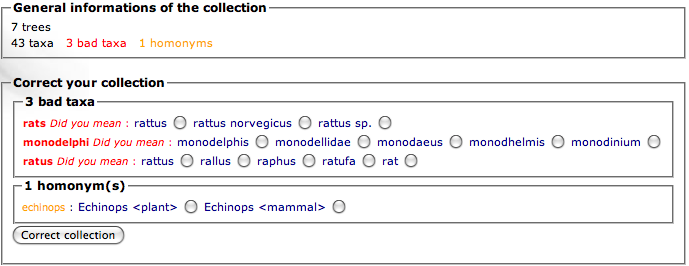 General informations of the collection
7 trees
43 taxa 3 bad taxa 1 homonyms
Correct your collection
3 bad taxa
rats Did you mean : rattus rattus norvegicus rattus sp.
monodelphi Did you mean : monodelphis monodellidae monodaeus monodhelmis monodinium
ratus Did you mean : rattus rallus raphus ratufa rat
1 homonym(s)
echinops : Echinops <plant> Echinops <mammal>
Correct collection